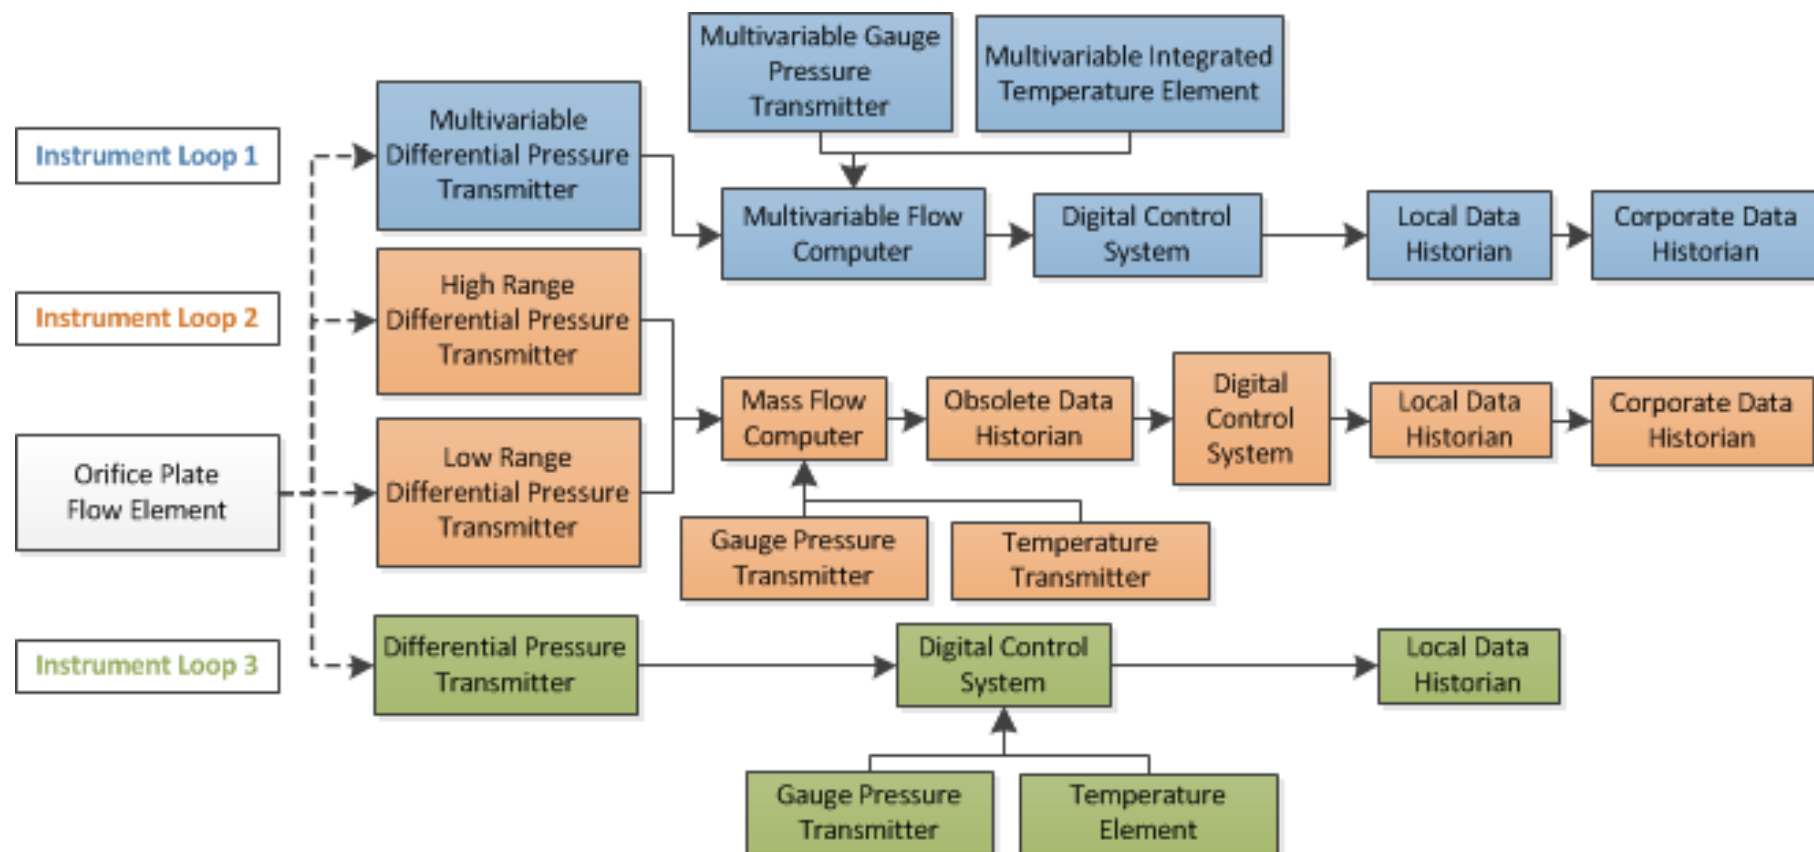 Multivariable Gauge
Pressure
Transmitter
Multivariable Integrated
Temperature Element
Instrument Loop 1
Multivariable
Differential Pressure
Transmitter
Multivariable Flow
Computer
Digital Control
System
Local Data
Historian
Corporate Data
Historian
Instrument Loop 2
High Range
Differential Pressure
Transmitter
Low Range
Differential Pressure
Transmitter
Mass Flow
Computer
Obsolete Data
Historian
Digital
Control
System
Local Data
Historian
Corporate Data
Historian
Orifice Plate
Flow Element
Gauge Pressure
Transmitter
Temperature
Transmitter
Instrument Loop 3
Differential Pressure
Transmitter
Digital Control
System
Local Data
Historian
Gauge Pressure
Transmitter
Temperature
Element